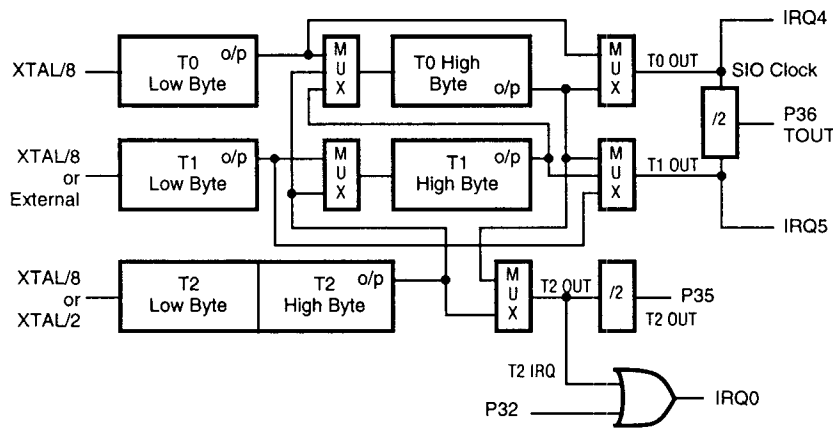 IRQ4
XTAL/8
T0
Low Byte
o/p
M
U
X
T0 High
Byte
o/p
M
U
X
T0 OUT
SIO Clock
/2
P36
TOUT
XTAL/8
or
External
T1
Low Byte
o/p
M
U
X
T1
High Byte
o/p
M
U
X
T1 OUT
IRQ5
XTAL/8
or
XTAL/2
T2
Low Byte
T2
High Byte
o/p
M
U
X
T2 OUT
/2
P35
T2 OUT
T2 IRQ
P32
IRQ0